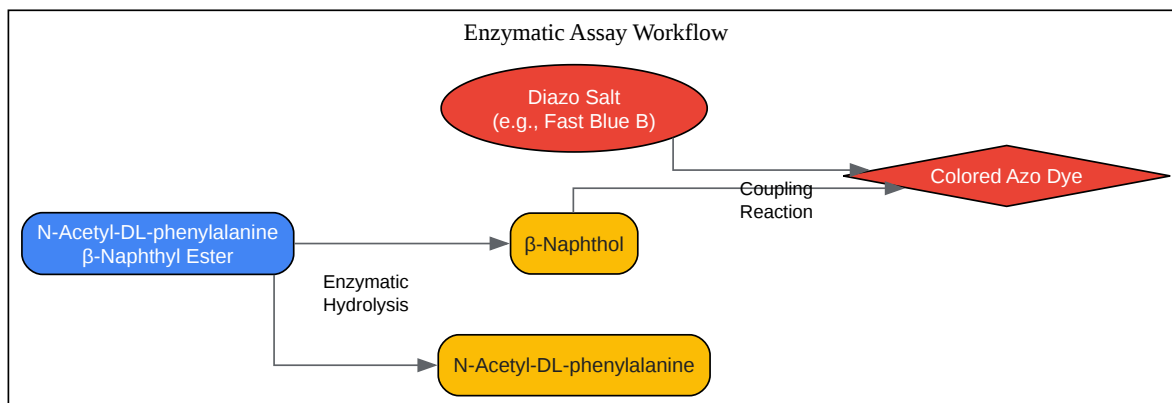 Enzymatic Assay Workflow
Diazo Salt
(e.g., Fast Blue B)
Colored Azo Dye
Coupling
Reaction
N-Acetyl-DL-phenylalanine
β-Naphthyl Ester
β-Naphthol
Enzymatic
Hydrolysis
N-Acetyl-DL-phenylalanine